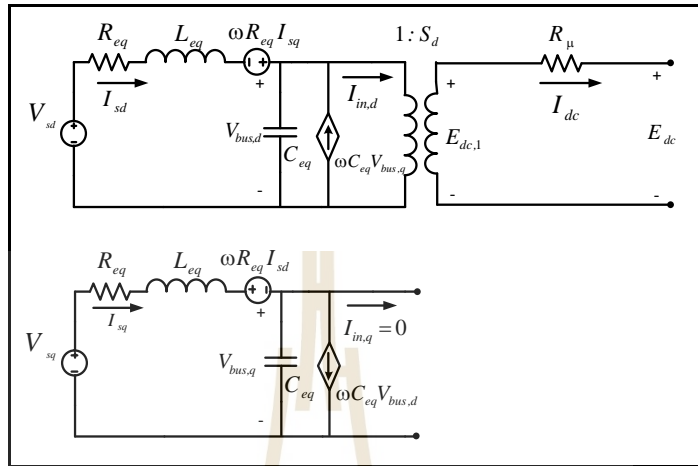 R_eq L_eq ωR_eq I_sq 1 : S_d R_μ
+ I_in,d + I_dc +
V_sd I_sd
V_bus,d C_eq ωC_eq V_bus,q E_dc,1 E_dc
- - -
R_eq L_eq ωR_eq I_sd
I_sq + I_in,q = 0
V_sq
V_bus,q C_eq ωC_eq V_bus,d
-